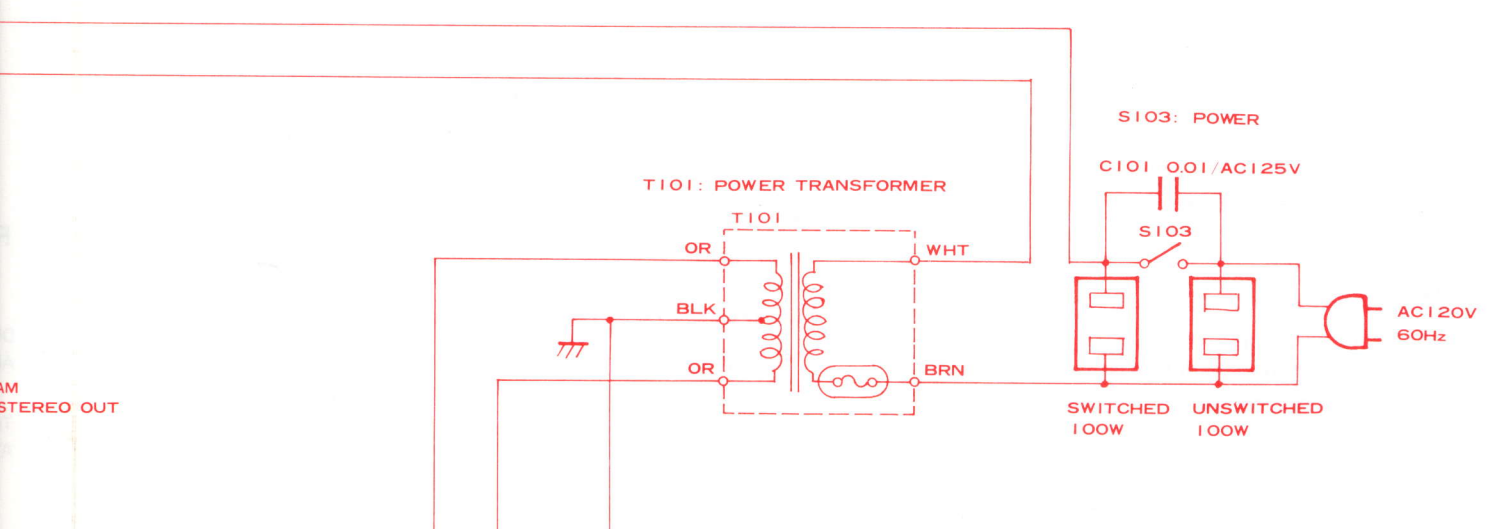 S103: POWER
C101 0.01/AC125V
T101: POWER TRANSFORMER
T101
S103
OR
WHT
BLK
AC120V
60Hz
OR
BRN
AM
STEREO OUT
SWITCHED
100W
UNSWITCHED
100W